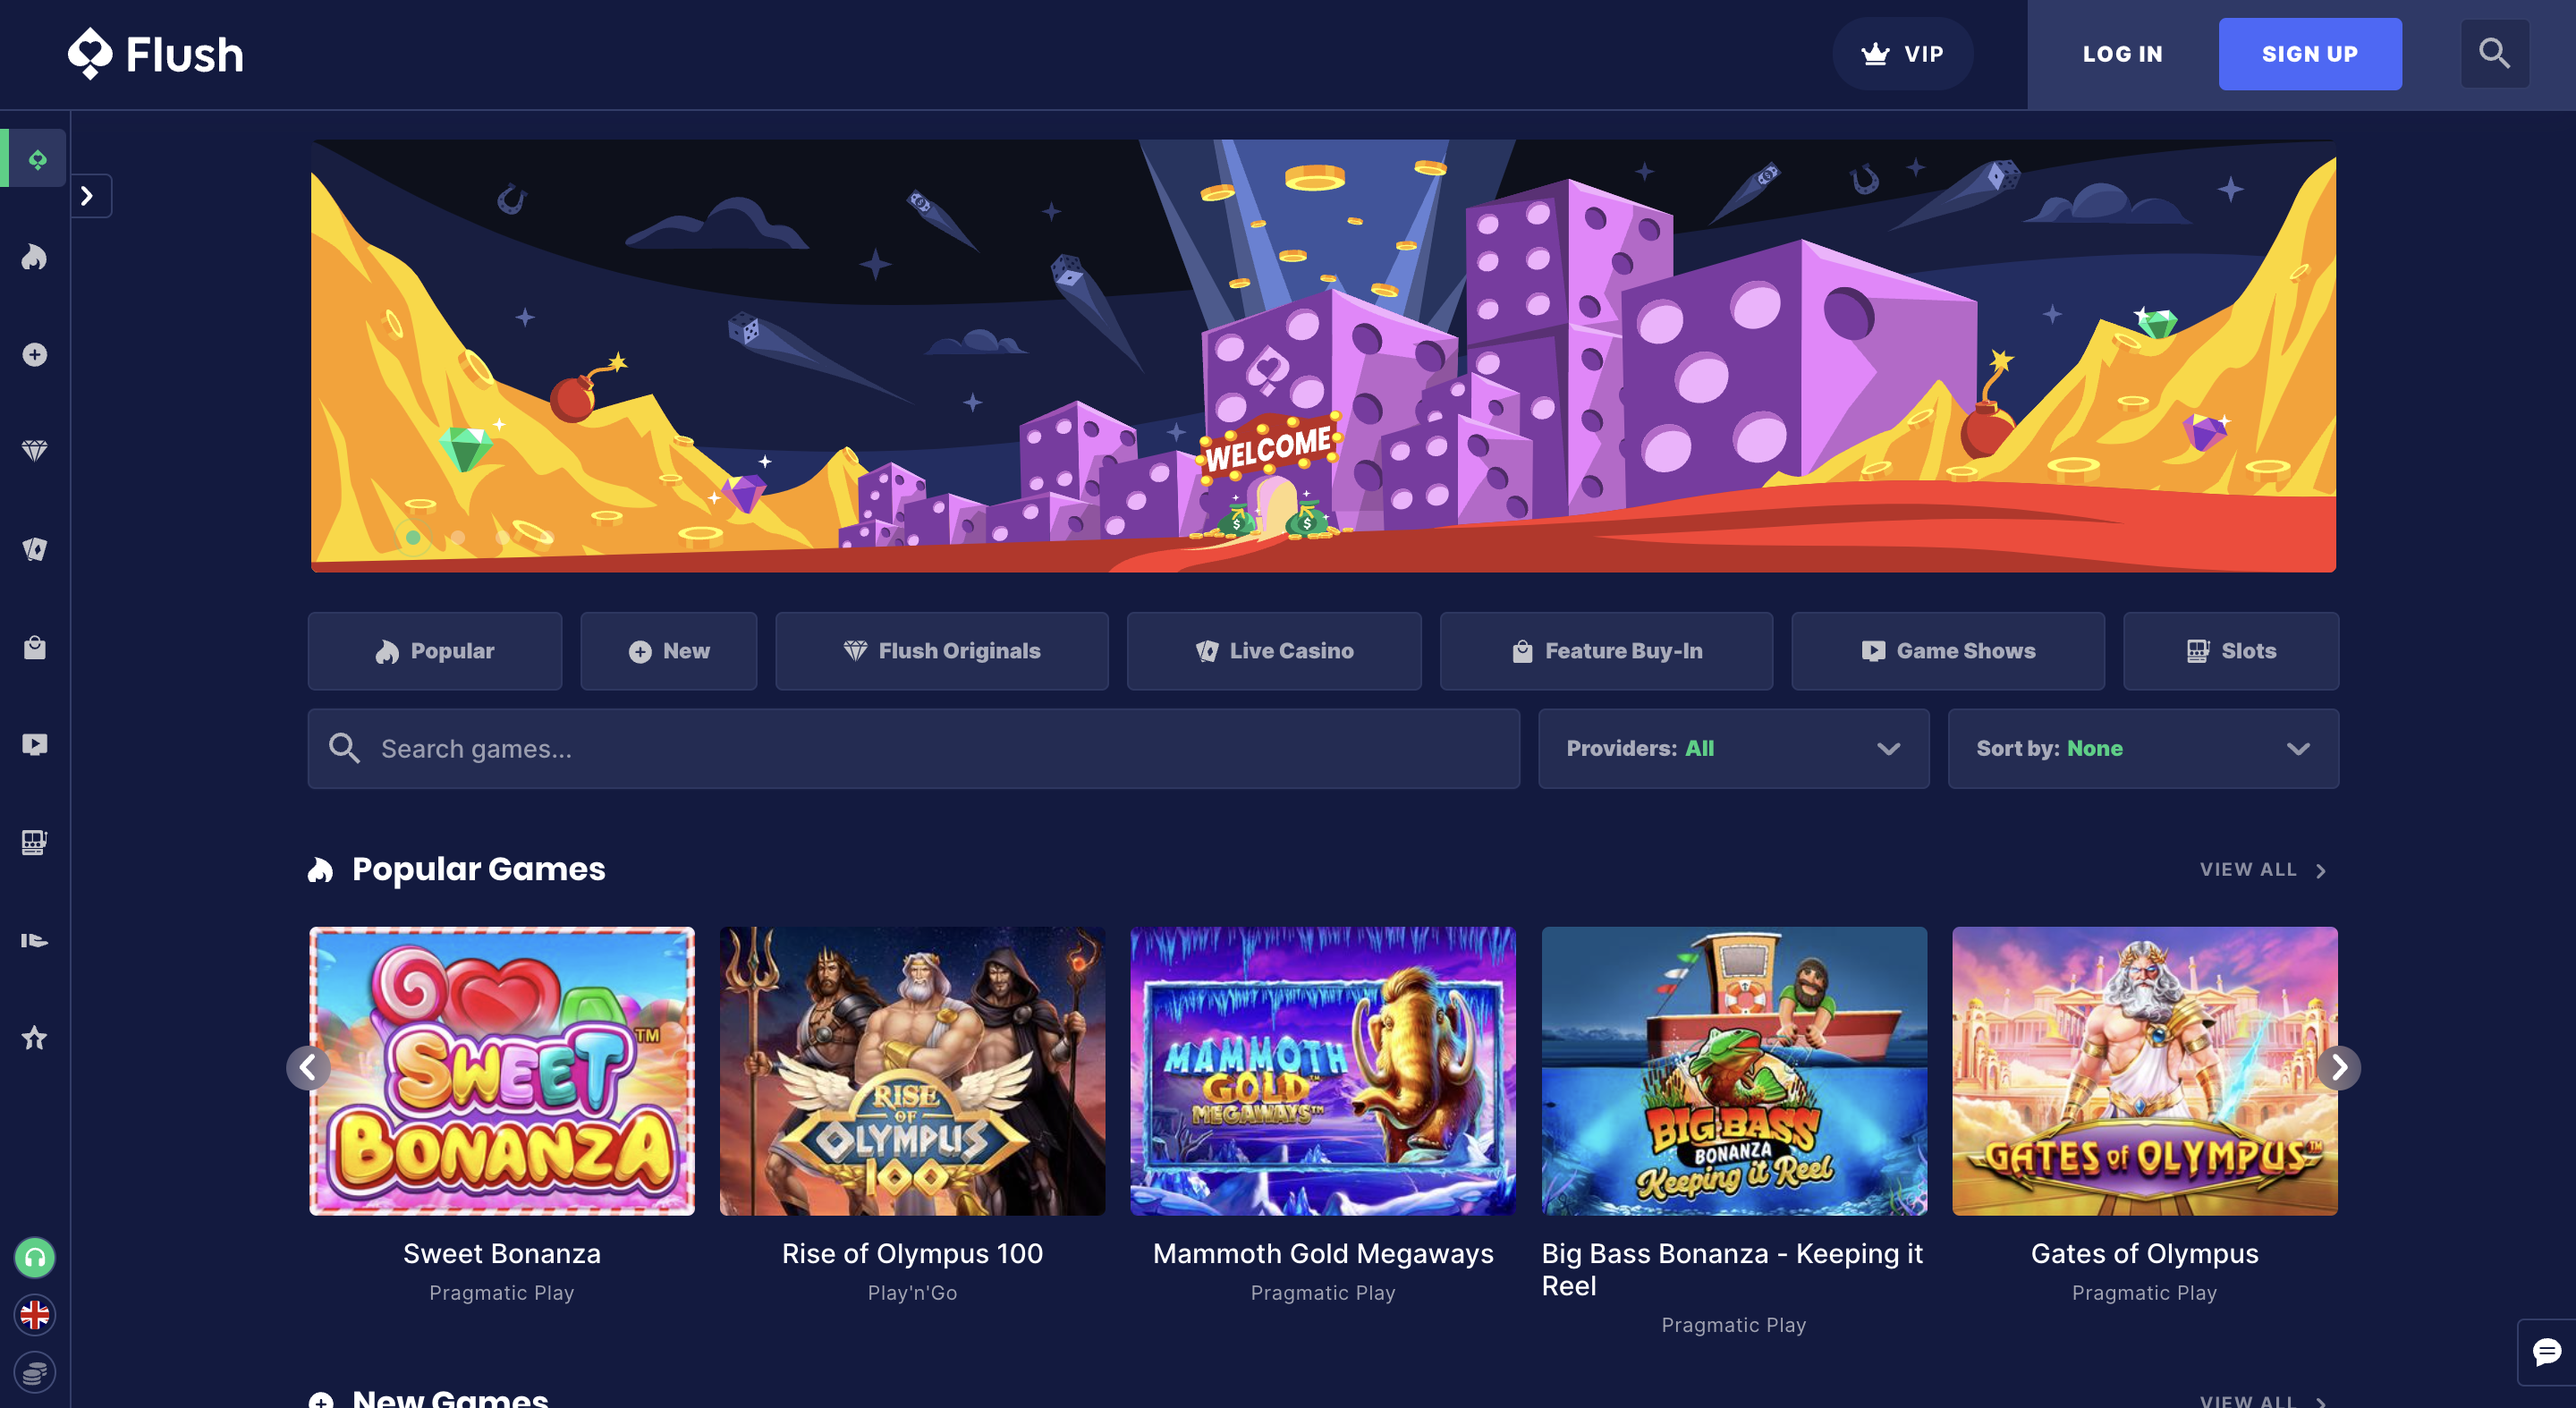 Flush
VIP
LOG IN
SIGN UP
WELCOME
$
$
Popular
New
Flush Originals
Live Casino
Feature Buy-In
Game Shows
Slots
Search games...
Providers: All
Sort by: None
Popular Games
VIEW ALL
SWEET™
BONANZA
RISE
OF
OLYMPUS
100
MAMMOTH
GOLD™
MEGAWAYS™
BIG BASS
BONANZA
Keeping it Reel
GATES of OLYMPUS™
Sweet Bonanza
Pragmatic Play
Rise of Olympus 100
Play'n'Go
Mammoth Gold Megaways
Pragmatic Play
Big Bass Bonanza - Keeping it
Reel
Pragmatic Play
Gates of Olympus
Pragmatic Play
New Games
VIEW ALL